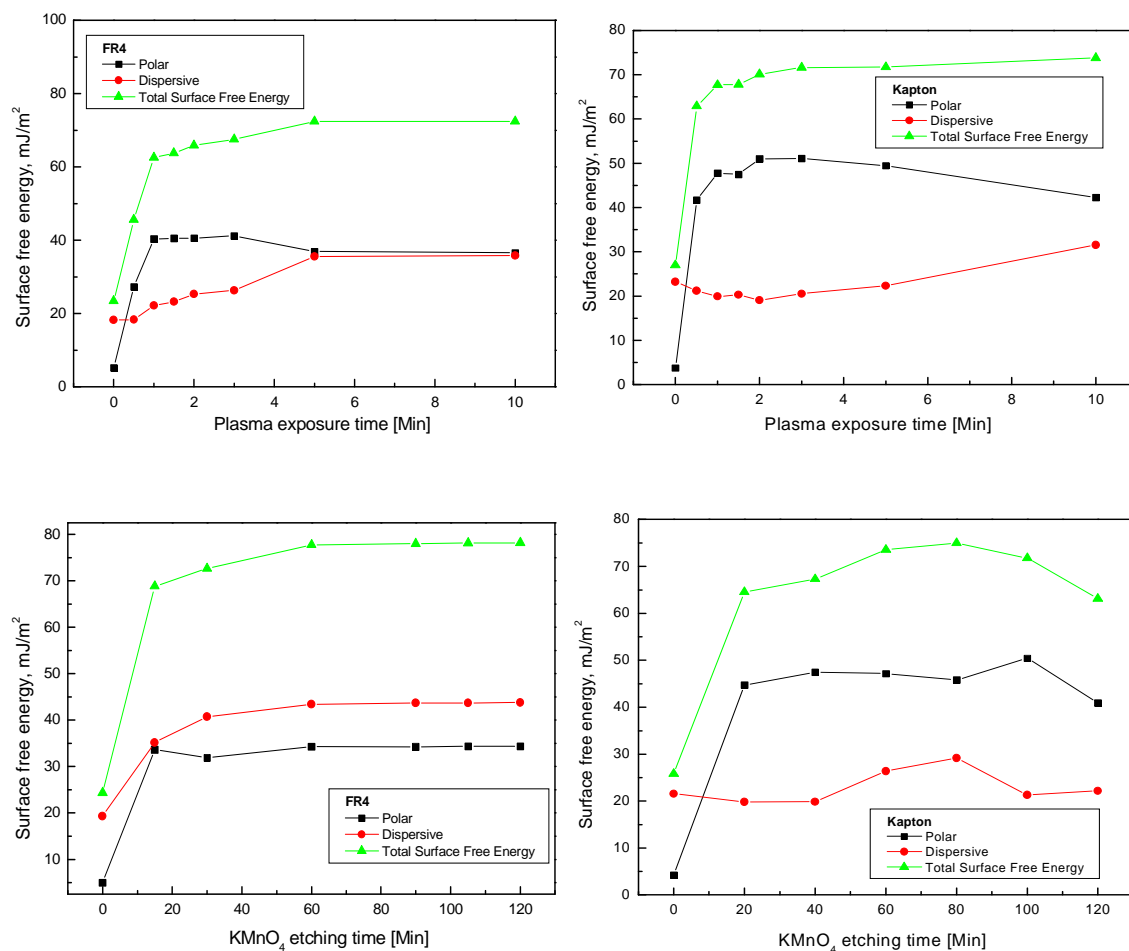 FR4
Polar
Dispersive
Total Surface Free Energy
100
80
60
40
20
0
Surface free energy, mJ/m²
0 2 4 6 8 10
Plasma exposure time [Min]
Kapton
Polar
Dispersive
Total Surface Free Energy
80
70
60
50
40
30
20
10
0
Surface free energy, mJ/m²
0 2 4 6 8 10
Plasma exposure time [Min]
80
70
60
50
40
30
20
10
Surface free energy, mJ/m²
FR4
Polar
Dispersive
Total Surface Free Energy
0 20 40 60 80 100 120
KMnO₄ etching time [Min]
80
70
60
50
40
30
20
10
0
Surface free energy, mJ/m²
Kapton
Polar
Dispersive
Total Surface Free Energy
0 20 40 60 80 100 120
KMnO₄ etching time [Min]